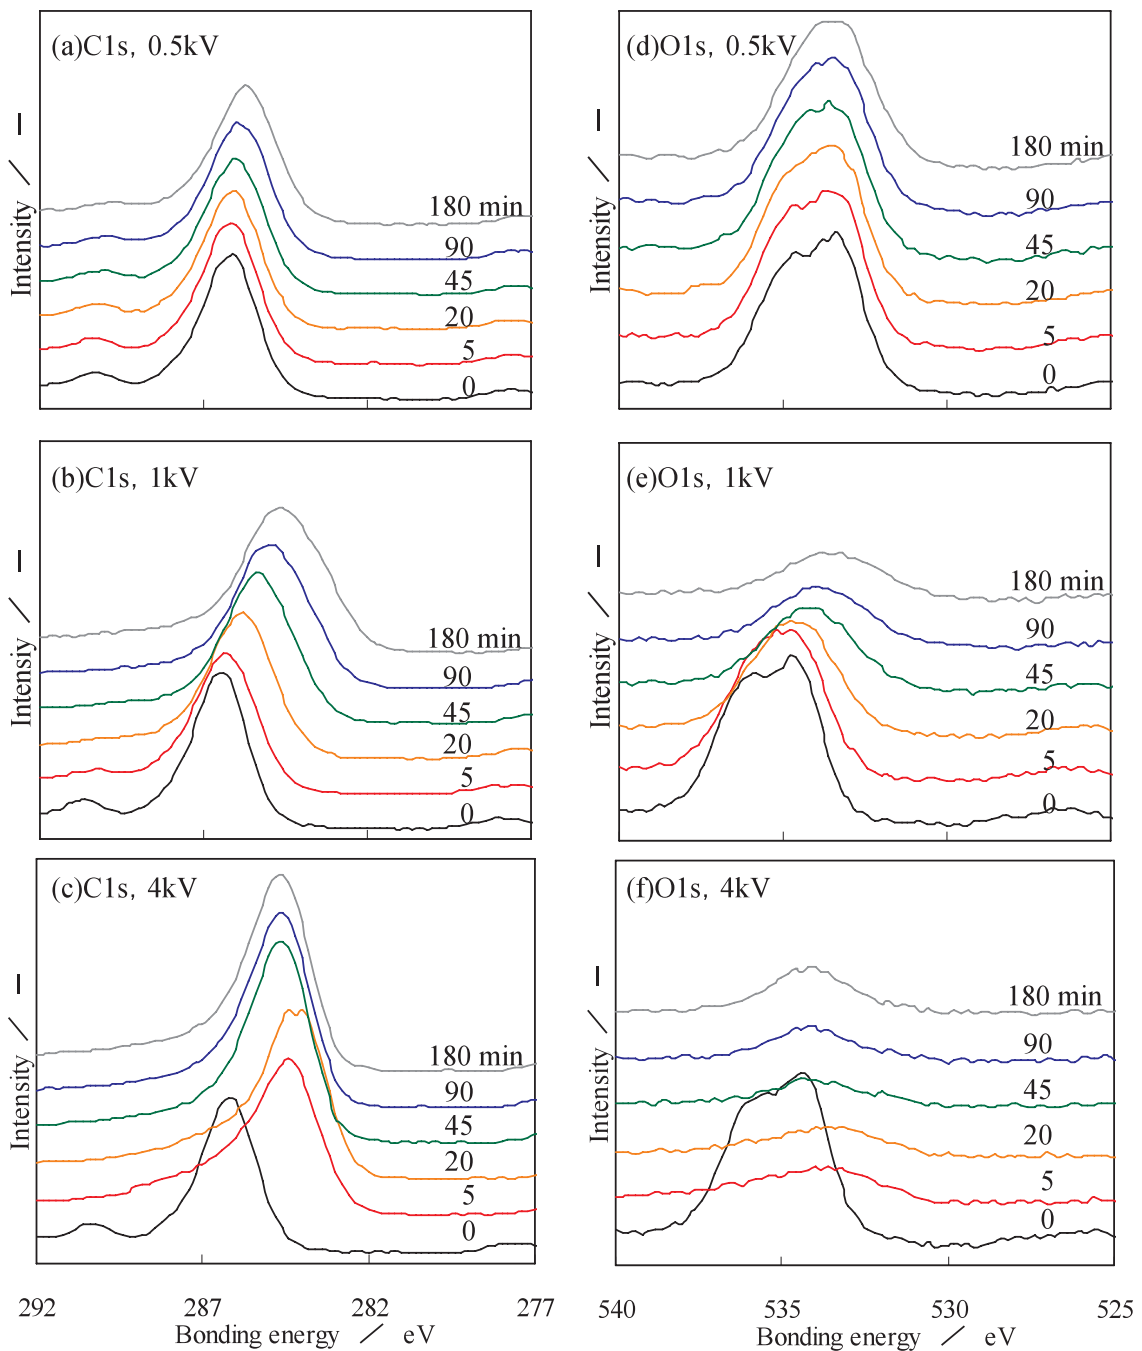 (a)C1s, 0.5kV
Intensity / —
180 min
90
45
20
5
0
(d)O1s, 0.5kV
Intensity / —
180 min
90
45
20
5
0
(b)C1s, 1kV
Intensiy / —
180 min
90
45
20
5
0
(e)O1s, 1kV
Intensity / —
180 min
90
45
20
5
0
(c)C1s, 4kV
Intensity / —
180 min
90
45
20
5
0
(f)O1s, 4kV
Intensity / —
180 min
90
45
20
5
0
292 287 282 277
Bonding energy / eV
540 535 530 525
Bonding energy / eV